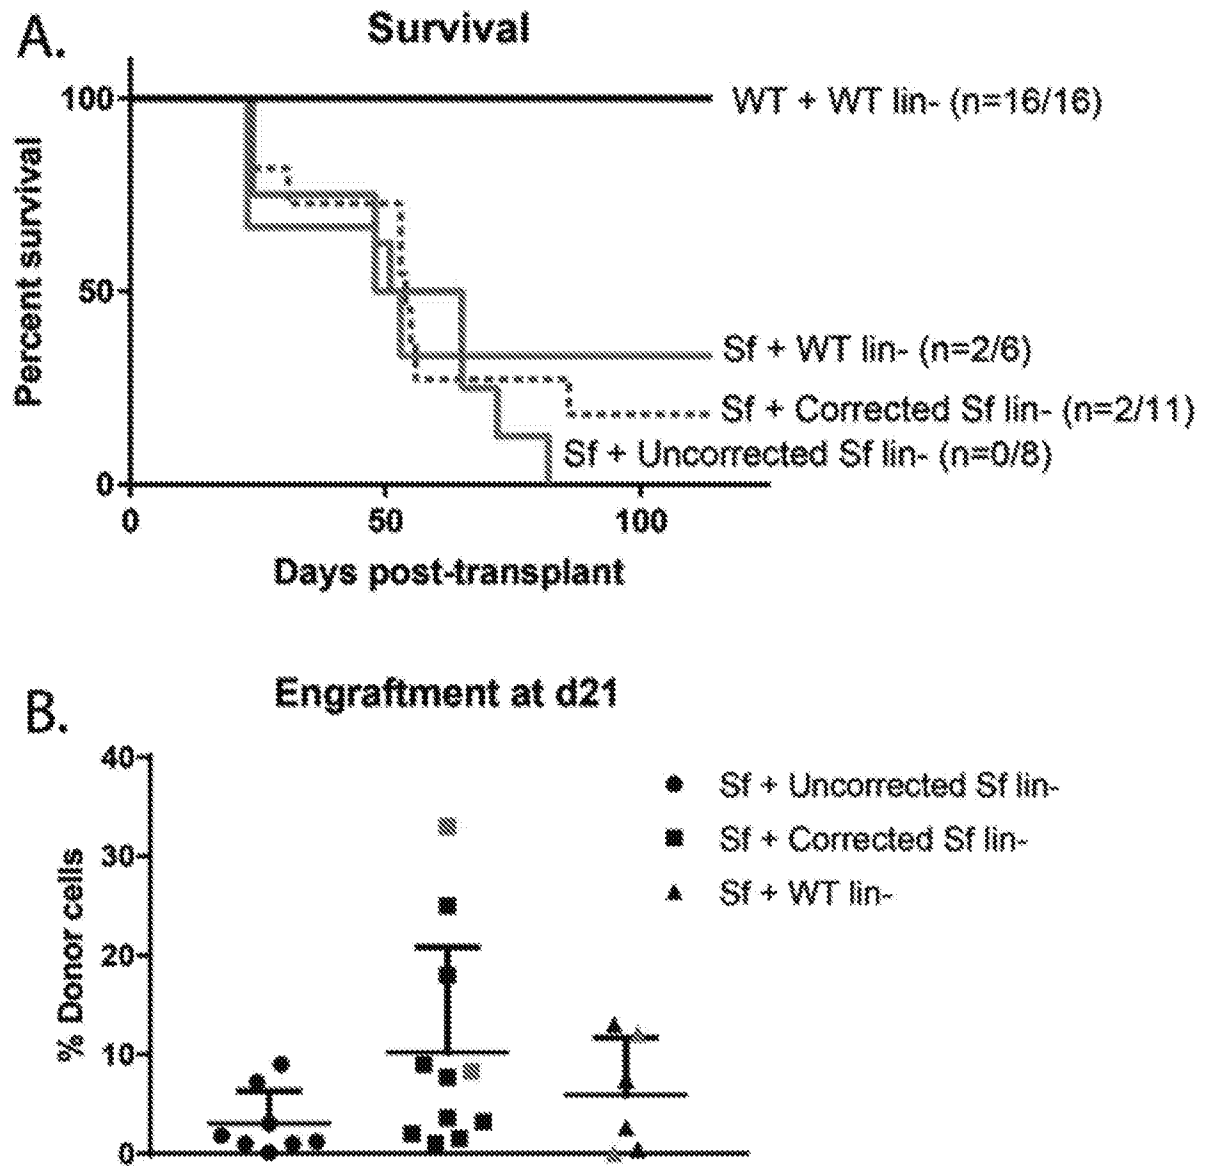 A.
Survival
100
50
0
Percent survival
WT + WT lin- (n=16/16)
Sf + WT lin- (n=2/6)
Sf + Corrected Sf lin- (n=2/11)
Sf + Uncorrected Sf lin- (n=0/8)
0
50
100
Days post-transplant
B.
Engraftment at d21
40
30
20
10
0
% Donor cells
Sf + Uncorrected Sf lin-
Sf + Corrected Sf lin-
Sf + WT lin-